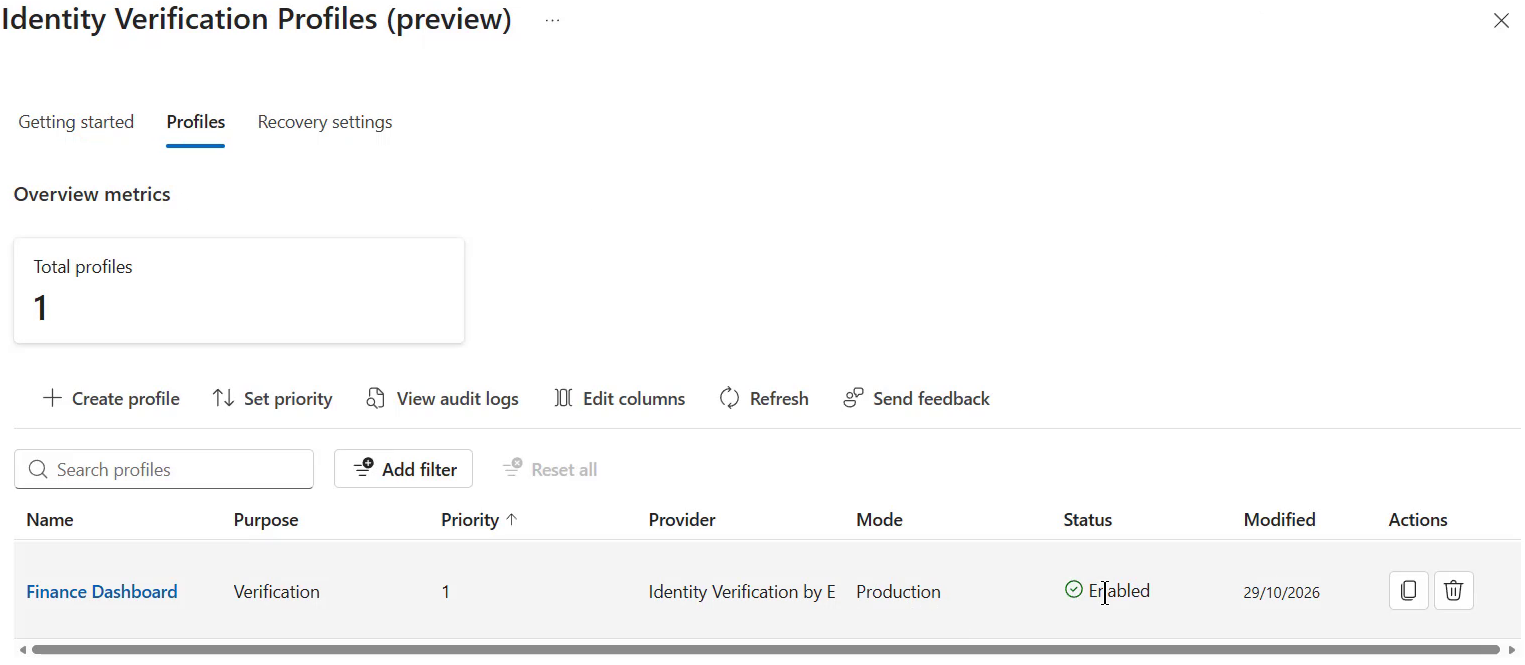 Identity Verification Profiles (preview) ...
Getting started Profiles Recovery settings
Overview metrics
Total profiles
1
Create profile Set priority View audit logs Edit columns Refresh Send feedback
Search profiles Add filter Reset all
Name Purpose Priority ↑ Provider Mode Status Modified Actions
Finance Dashboard Verification 1 Identity Verification by E Production Enabled 29/10/2026